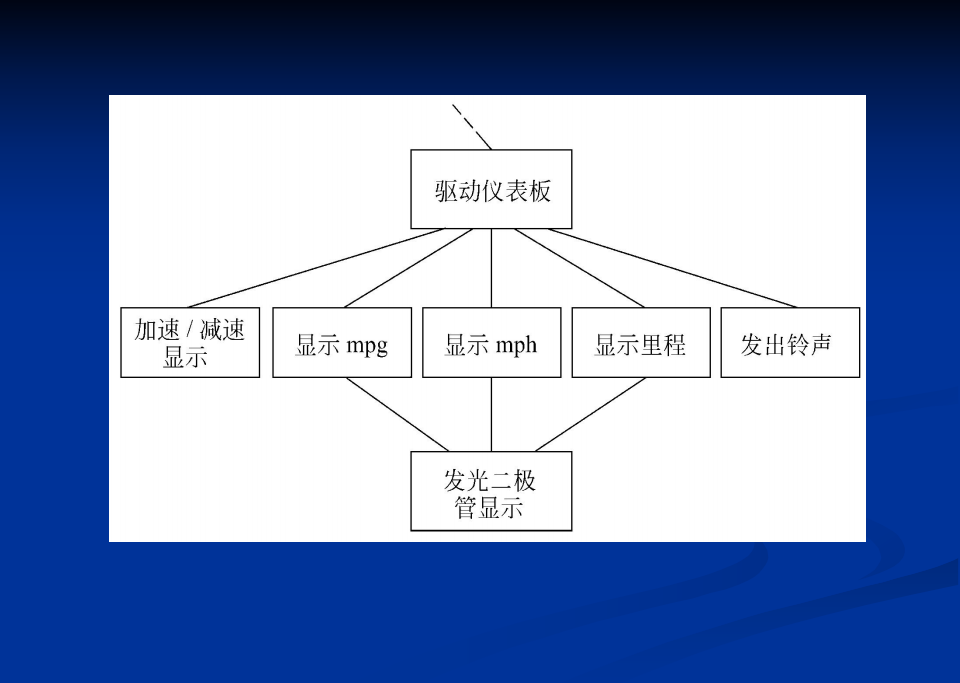 驱动仪表板
加速 / 减速
显示
显示 mpg
显示 mph
显示里程
发出铃声
发光二极
管显示